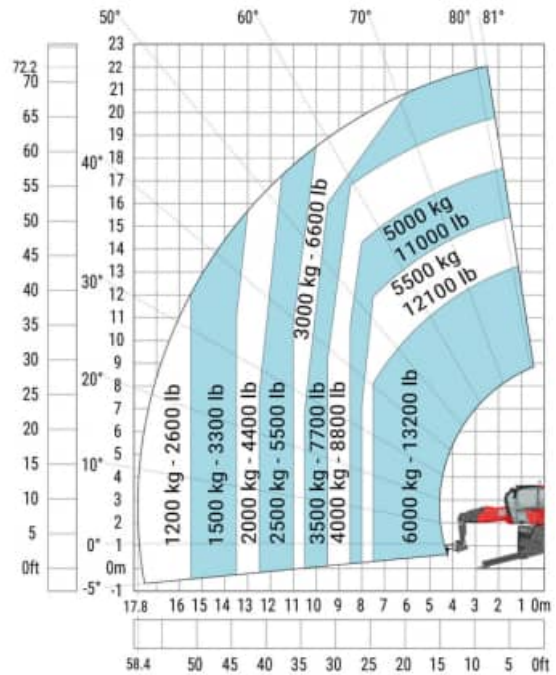 50° 60° 70° 80° 81°
23
72.2 22
70 21
65 20
19
60 18
40°
55 17
16
50 15
45 14
13
40 12
30°
35 11
10
30 9
20°
25 8
7
20 6
15 5
10° 4
10 3
2
5 0° 1
0ft 0m
-5° -1
1200 kg - 2600 lb
1500 kg - 3300 lb
2000 kg - 4400 lb
2500 kg - 5500 lb
3000 kg - 6600 lb
3500 kg - 7700 lb
4000 kg - 8800 lb
5000 kg
11000 lb
5500 kg
12100 lb
6000 kg - 13200 lb
17.8 16 15 14 13 12 11 10 9 8 7 6 5 4 3 2 1 0m
58.4 50 45 40 35 30 25 20 15 10 5 0ft